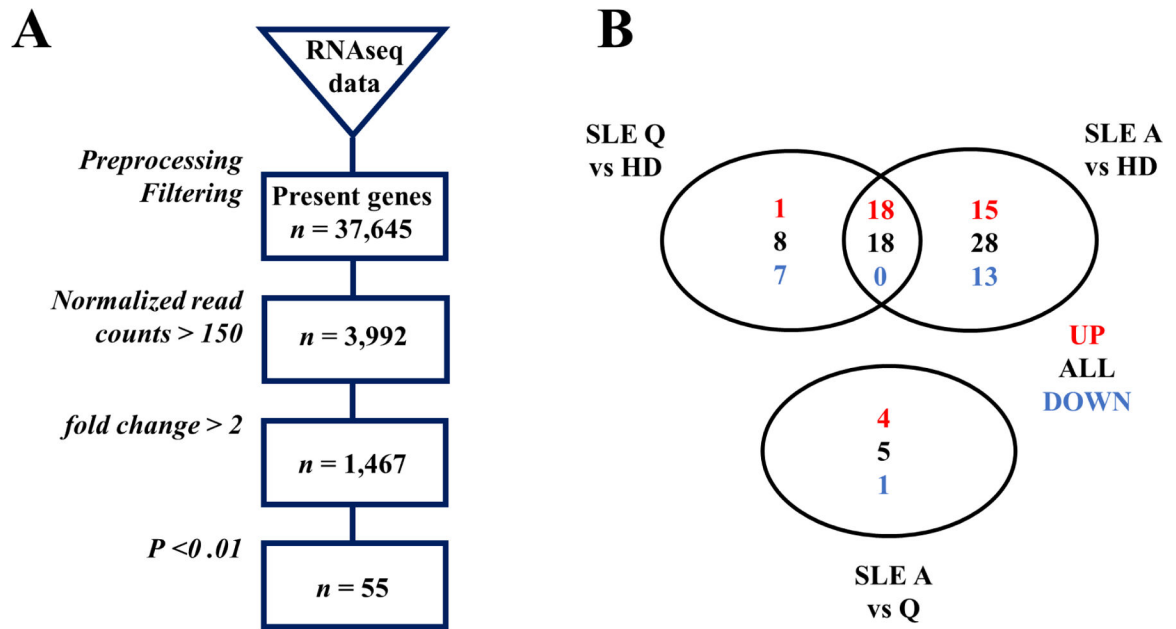 A
RNAseq
data
Preprocessing
Filtering
Present genes
n = 37,645
Normalized read
counts > 150
n = 3,992
fold change > 2
n = 1,467
P <0 .01
n = 55
B
SLE Q
vs HD
SLE A
vs HD
1
18
15
8
18
28
7
0
13
UP
ALL
DOWN
4
5
1
SLE A
vs Q